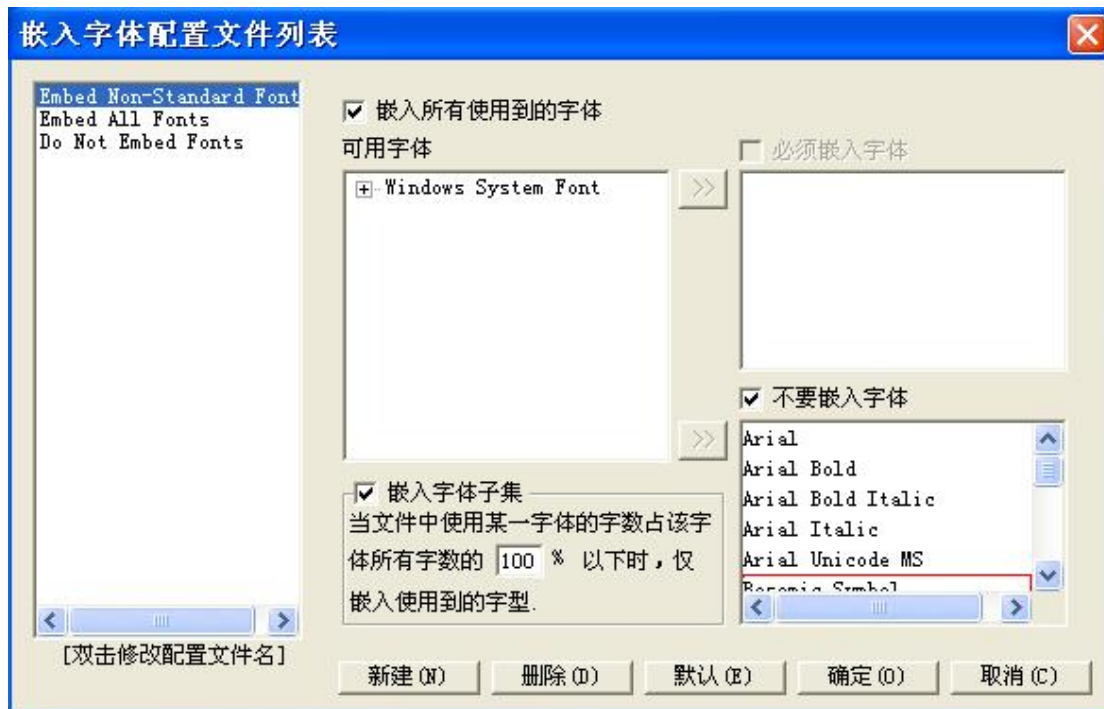 嵌入字体配置文件列表
Embed Non-Standard Font
Embed All Fonts
Do Not Embed Fonts
[双击修改配置文件名]
嵌入所有使用到的字体
可用字体
Windows System Font
>>
必须嵌入字体
>>
不要嵌入字体
Arial
Arial Bold
Arial Bold Italic
Arial Italic
Arial Unicode MS
嵌入字体子集
当文件中使用某一字体的字数占该字
体所有字数的 100 % 以下时，仅
嵌入使用到的字型.
新建(N) 删除(D) 默认(E) 确定(O) 取消(C)